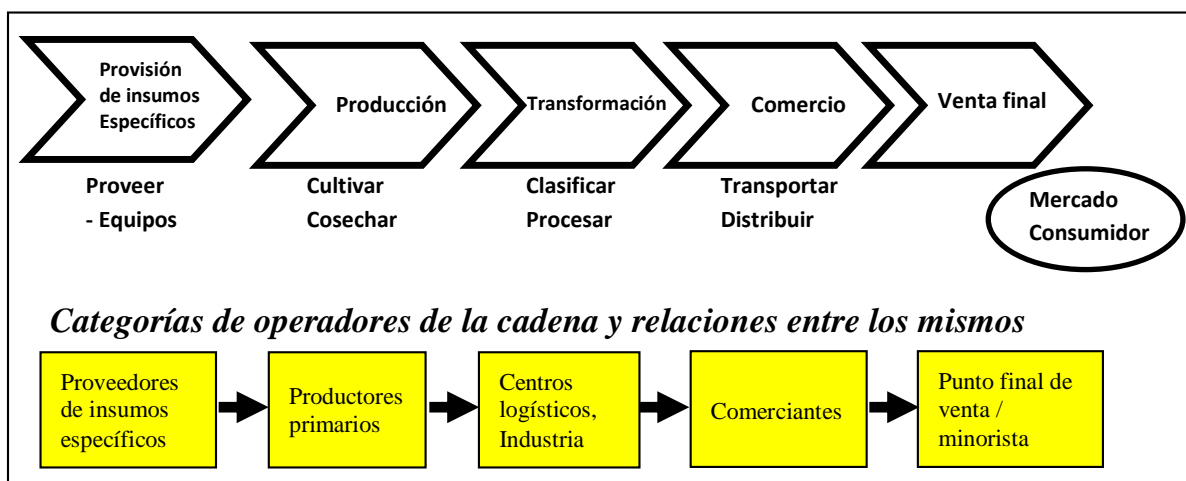 Provisión
de insumos
Específicos
Producción
Transformación
Comercio
Venta final
Proveer
- Equipos
Cultivar
Cosechar
Clasificar
Procesar
Transportar
Distribuir
Mercado
Consumidor
Categorías de operadores de la cadena y relaciones entre los mismos
Proveedores
de insumos
específicos
Productores
primarios
Centros
logísticos,
Industria
Comerciantes
Punto final de
venta /
minorista